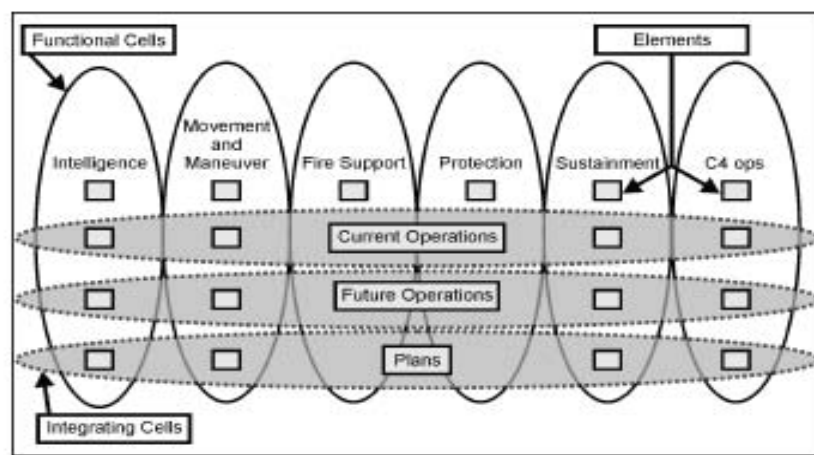 Functional Cells
Elements
Movement
and
Maneuver
Intelligence
Fire Support
Protection
Sustainment
C4 ops
Current Operations
Future Operations
Plans
Integrating Cells